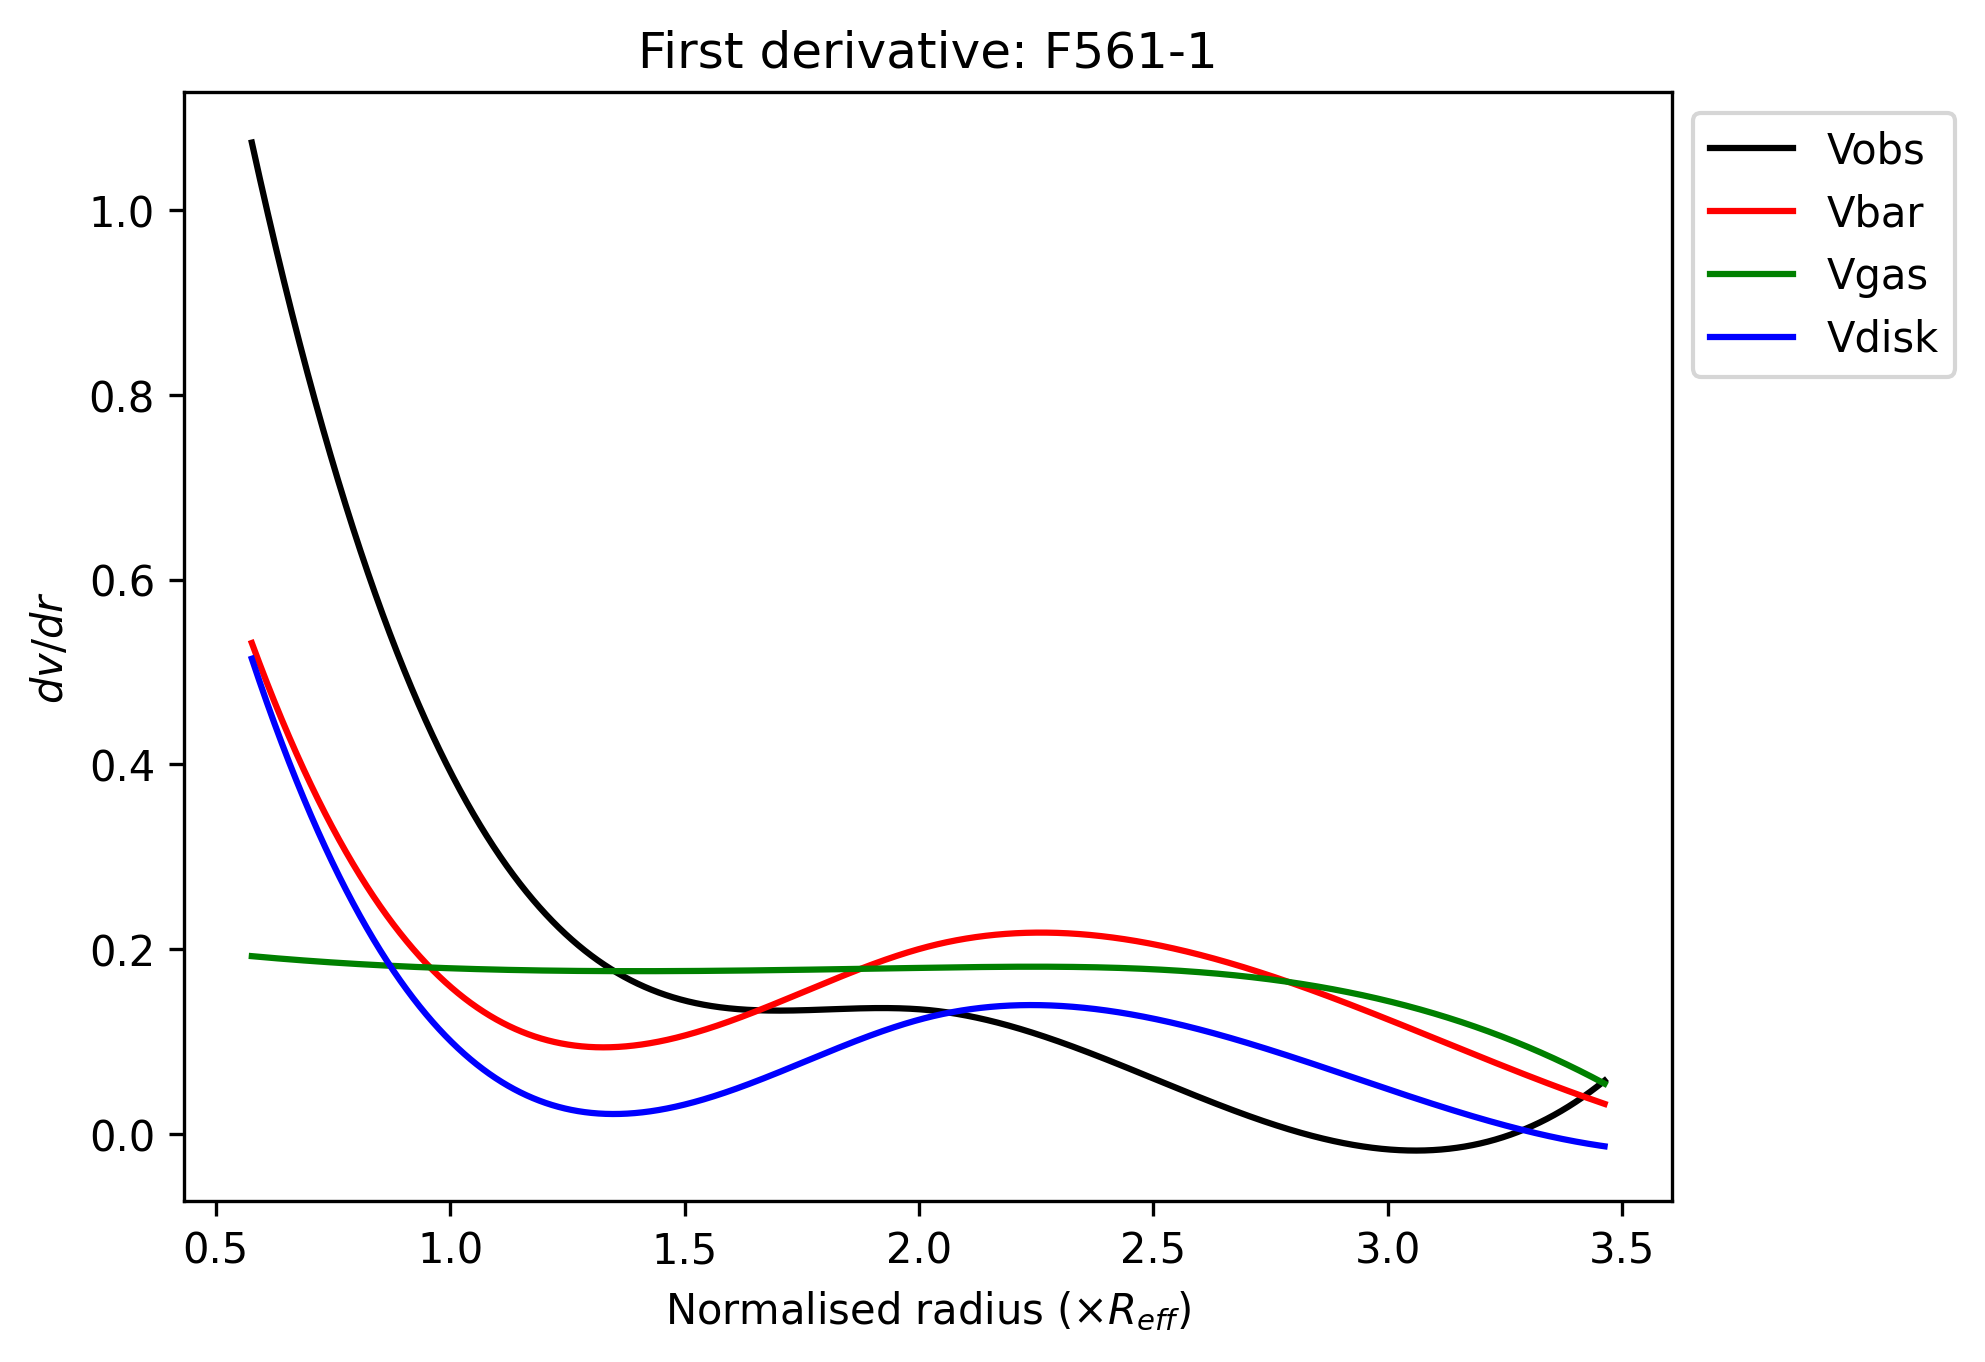 First derivative: F561-1
Vobs
Vbar
Vgas
Vdisk
1.0
0.8
0.6
0.4
0.2
0.0
dv/dr
0.5 1.0 1.5 2.0 2.5 3.0 3.5
Normalised radius (×R_eff)